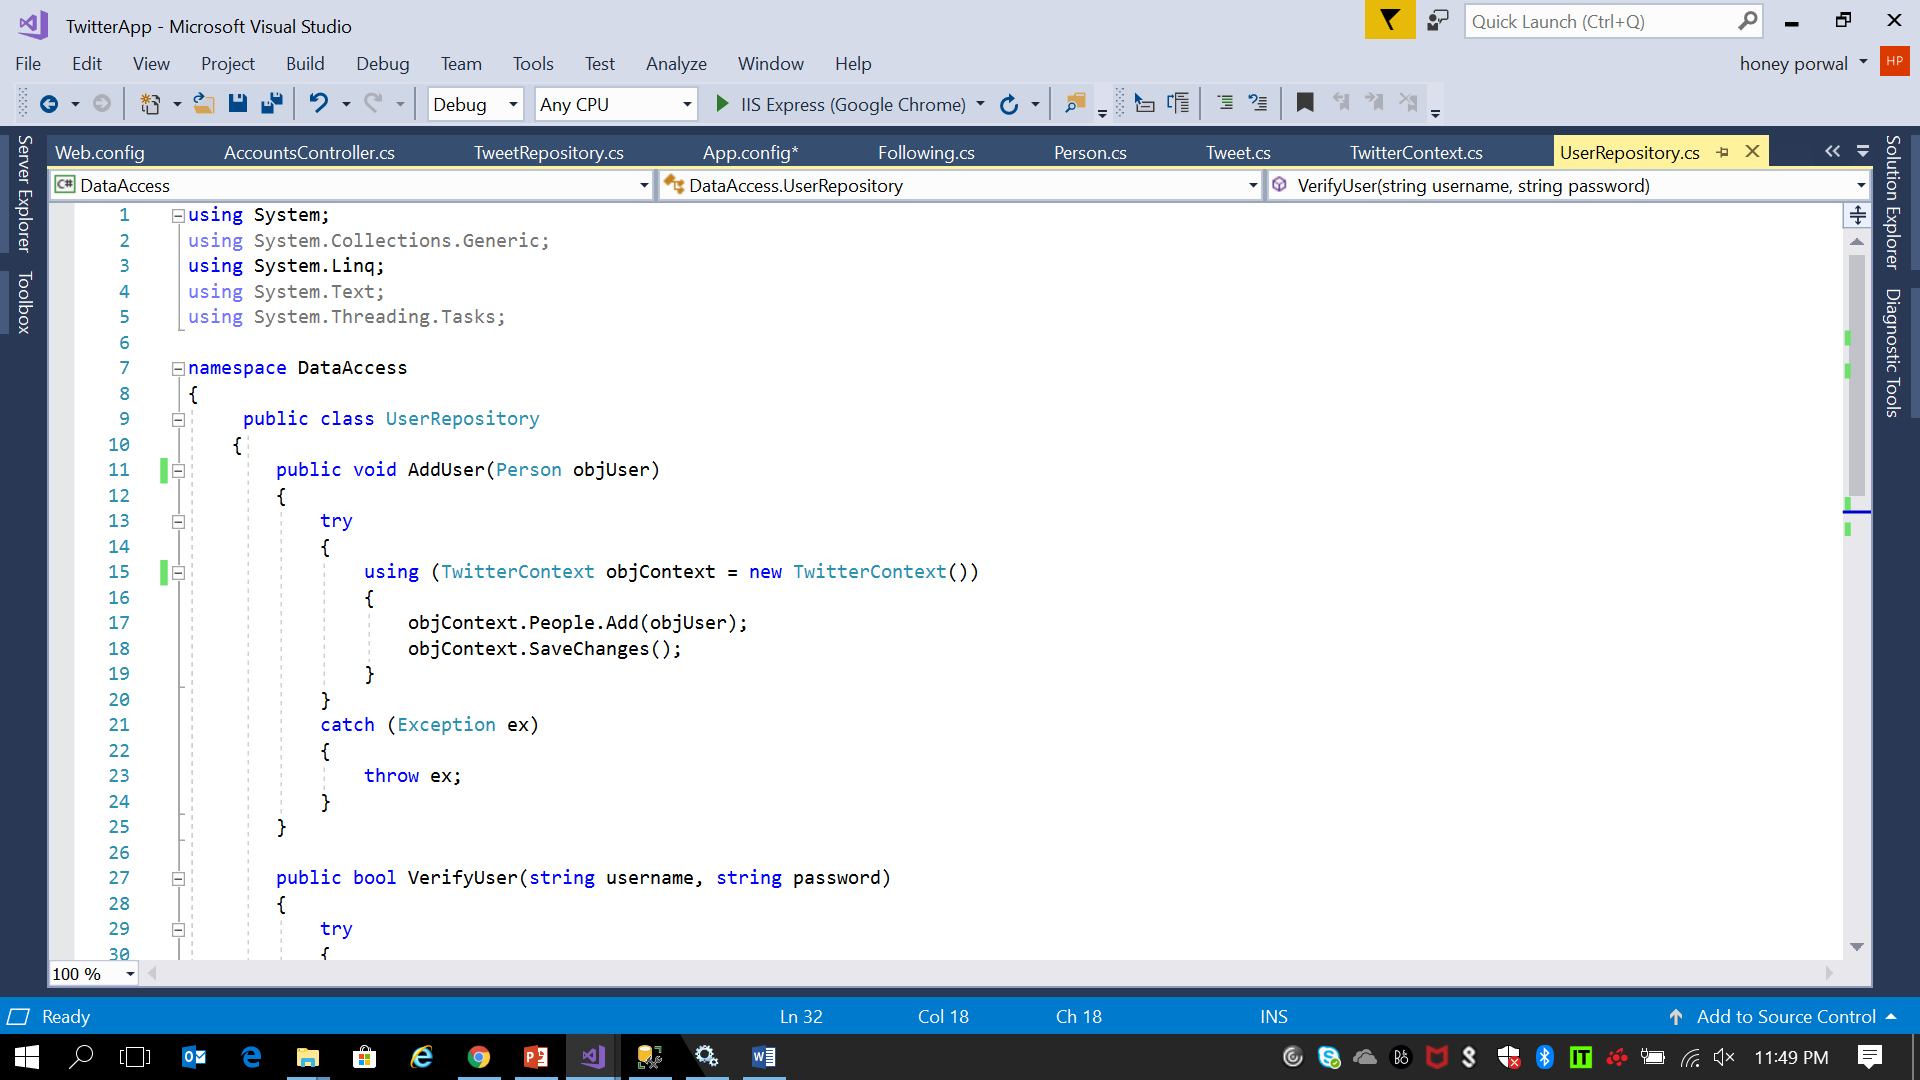 TwitterApp - Microsoft Visual Studio
Quick Launch (Ctrl+Q)
File Edit View Project Build Debug Team Tools Test Analyze Window Help
honey porwal HP
Debug Any CPU IIS Express (Google Chrome)
Server Explorer
Toolbox
Web.config AccountsController.cs TweetRepository.cs App.config* Following.cs Person.cs Tweet.cs TwitterContext.cs UserRepository.cs
C# DataAccess DataAccess.UserRepository VerifyUser(string username, string password)
1 using System;
2 using System.Collections.Generic;
3 using System.Linq;
4 using System.Text;
5 using System.Threading.Tasks;
6
7 namespace DataAccess
8 {
9 public class UserRepository
10 {
11 public void AddUser(Person objUser)
12 {
13 try
14 {
15 using (TwitterContext objContext = new TwitterContext())
16 {
17 objContext.People.Add(objUser);
18 objContext.SaveChanges();
19 }
20 }
21 catch (Exception ex)
22 {
23 throw ex;
24 }
25 }
26
27 public bool VerifyUser(string username, string password)
28 {
29 try
30 {
100 %
Solution Explorer
Diagnostic Tools
Ready Ln 32 Col 18 Ch 18 INS Add to Source Control
11:49 PM